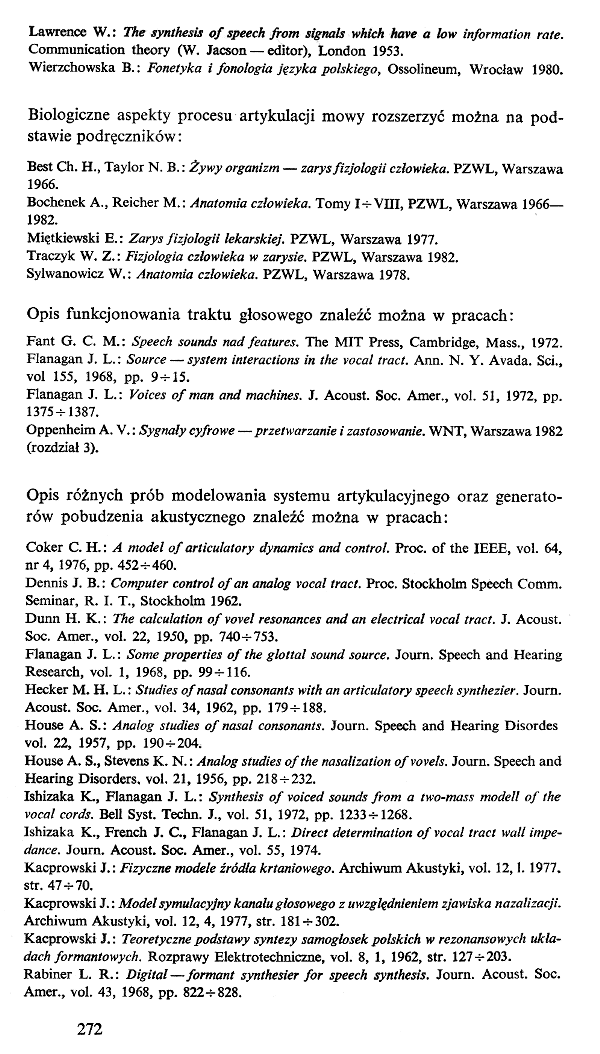 Lawrence W.: The synthesis of speech from signals which have a low information rate.
Communication theory (W. Jacson — editor), London 1953.
Wierzchowska B.: Fonetyka i fonologia języka polskiego, Ossolineum, Wrocław 1980.
Biologiczne aspekty procesu artykulacji mowy rozszerzyć można na pod-
stawie podręczników:
Best Ch. H., Taylor N. B.: Żywy organizm — zarys fizjologii człowieka. PZWL, Warszawa
1966.
Bochenek A., Reicher M.: Anatomia człowieka. Tomy I÷VIII, PZWL, Warszawa 1966—
1982.
Miętkiewski E.: Zarys fizjologii lekarskiej. PZWL, Warszawa 1977.
Traczyk W. Z.: Fizjologia człowieka w zarysie. PZWL, Warszawa 1982.
Sylwanowicz W.: Anatomia człowieka. PZWL, Warszawa 1978.
Opis funkcjonowania traktu głosowego znaleźć można w pracach:
Fant G. C. M.: Speech sounds nad features. The MIT Press, Cambridge, Mass., 1972.
Flanagan J. L.: Source — system interactions in the vocal tract. Ann. N. Y. Avada. Sci.,
vol 155, 1968, pp. 9÷15.
Flanagan J. L.: Voices of man and machines. J. Acoust. Soc. Amer., vol. 51, 1972, pp.
1375÷1387.
Oppenheim A. V.: Sygnały cyfrowe — przetwarzanie i zastosowanie. WNT, Warszawa 1982
(rozdział 3).
Opis różnych prób modelowania systemu artykulacyjnego oraz generato-
rów pobudzenia akustycznego znaleźć można w pracach:
Coker C. H.: A model of articulatory dynamics and control. Proc. of the IEEE, vol. 64,
nr 4, 1976, pp. 452÷460.
Dennis J. B.: Computer control of an analog vocal tract. Proc. Stockholm Speech Comm.
Seminar, R. I. T., Stockholm 1962.
Dunn H. K.: The calculation of vovel resonances and an electrical vocal tract. J. Acoust.
Soc. Amer., vol. 22, 1950, pp. 740÷753.
Flanagan J. L.: Some properties of the glottal sound source. Journ. Speech and Hearing
Research, vol. 1, 1968, pp. 99÷116.
Hecker M. H. L.: Studies of nasal consonants with an articulatory speech synthezier. Journ.
Acoust. Soc. Amer., vol. 34, 1962, pp. 179÷188.
House A. S.: Analog studies of nasal consonants. Journ. Speech and Hearing Disordes
vol. 22, 1957, pp. 190÷204.
House A. S., Stevens K. N.: Analog studies of the nasalization of vovels. Journ. Speech and
Hearing Disorders, vol. 21, 1956, pp. 218÷232.
Ishizaka K., Flanagan J. L.: Synthesis of voiced sounds from a two-mass modell of the
vocal cords. Bell Syst. Techn. J., vol. 51, 1972, pp. 1233÷1268.
Ishizaka K., French J. C., Flanagan J. L.: Direct determination of vocal tract wall impe-
dance. Journ. Acoust. Soc. Amer., vol. 55, 1974.
Kacprowski J.: Fizyczne modele źródła krtaniowego. Archiwum Akustyki, vol. 12, 1. 1977.
str. 47÷70.
Kacprowski J.: Model symulacyjny kanału głosowego z uwzględnieniem zjawiska nazalizacji.
Archiwum Akustyki, vol. 12, 4, 1977, str. 181÷302.
Kacprowski J.: Teoretyczne podstawy syntezy samogłosek polskich w rezonansowych ukła-
dach formantowych. Rozprawy Elektrotechniczne, vol. 8, 1, 1962, str. 127÷203.
Rabiner L. R.: Digital — formant synthesier for speech synthesis. Journ. Acoust. Soc.
Amer., vol. 43, 1968, pp. 822÷828.
272